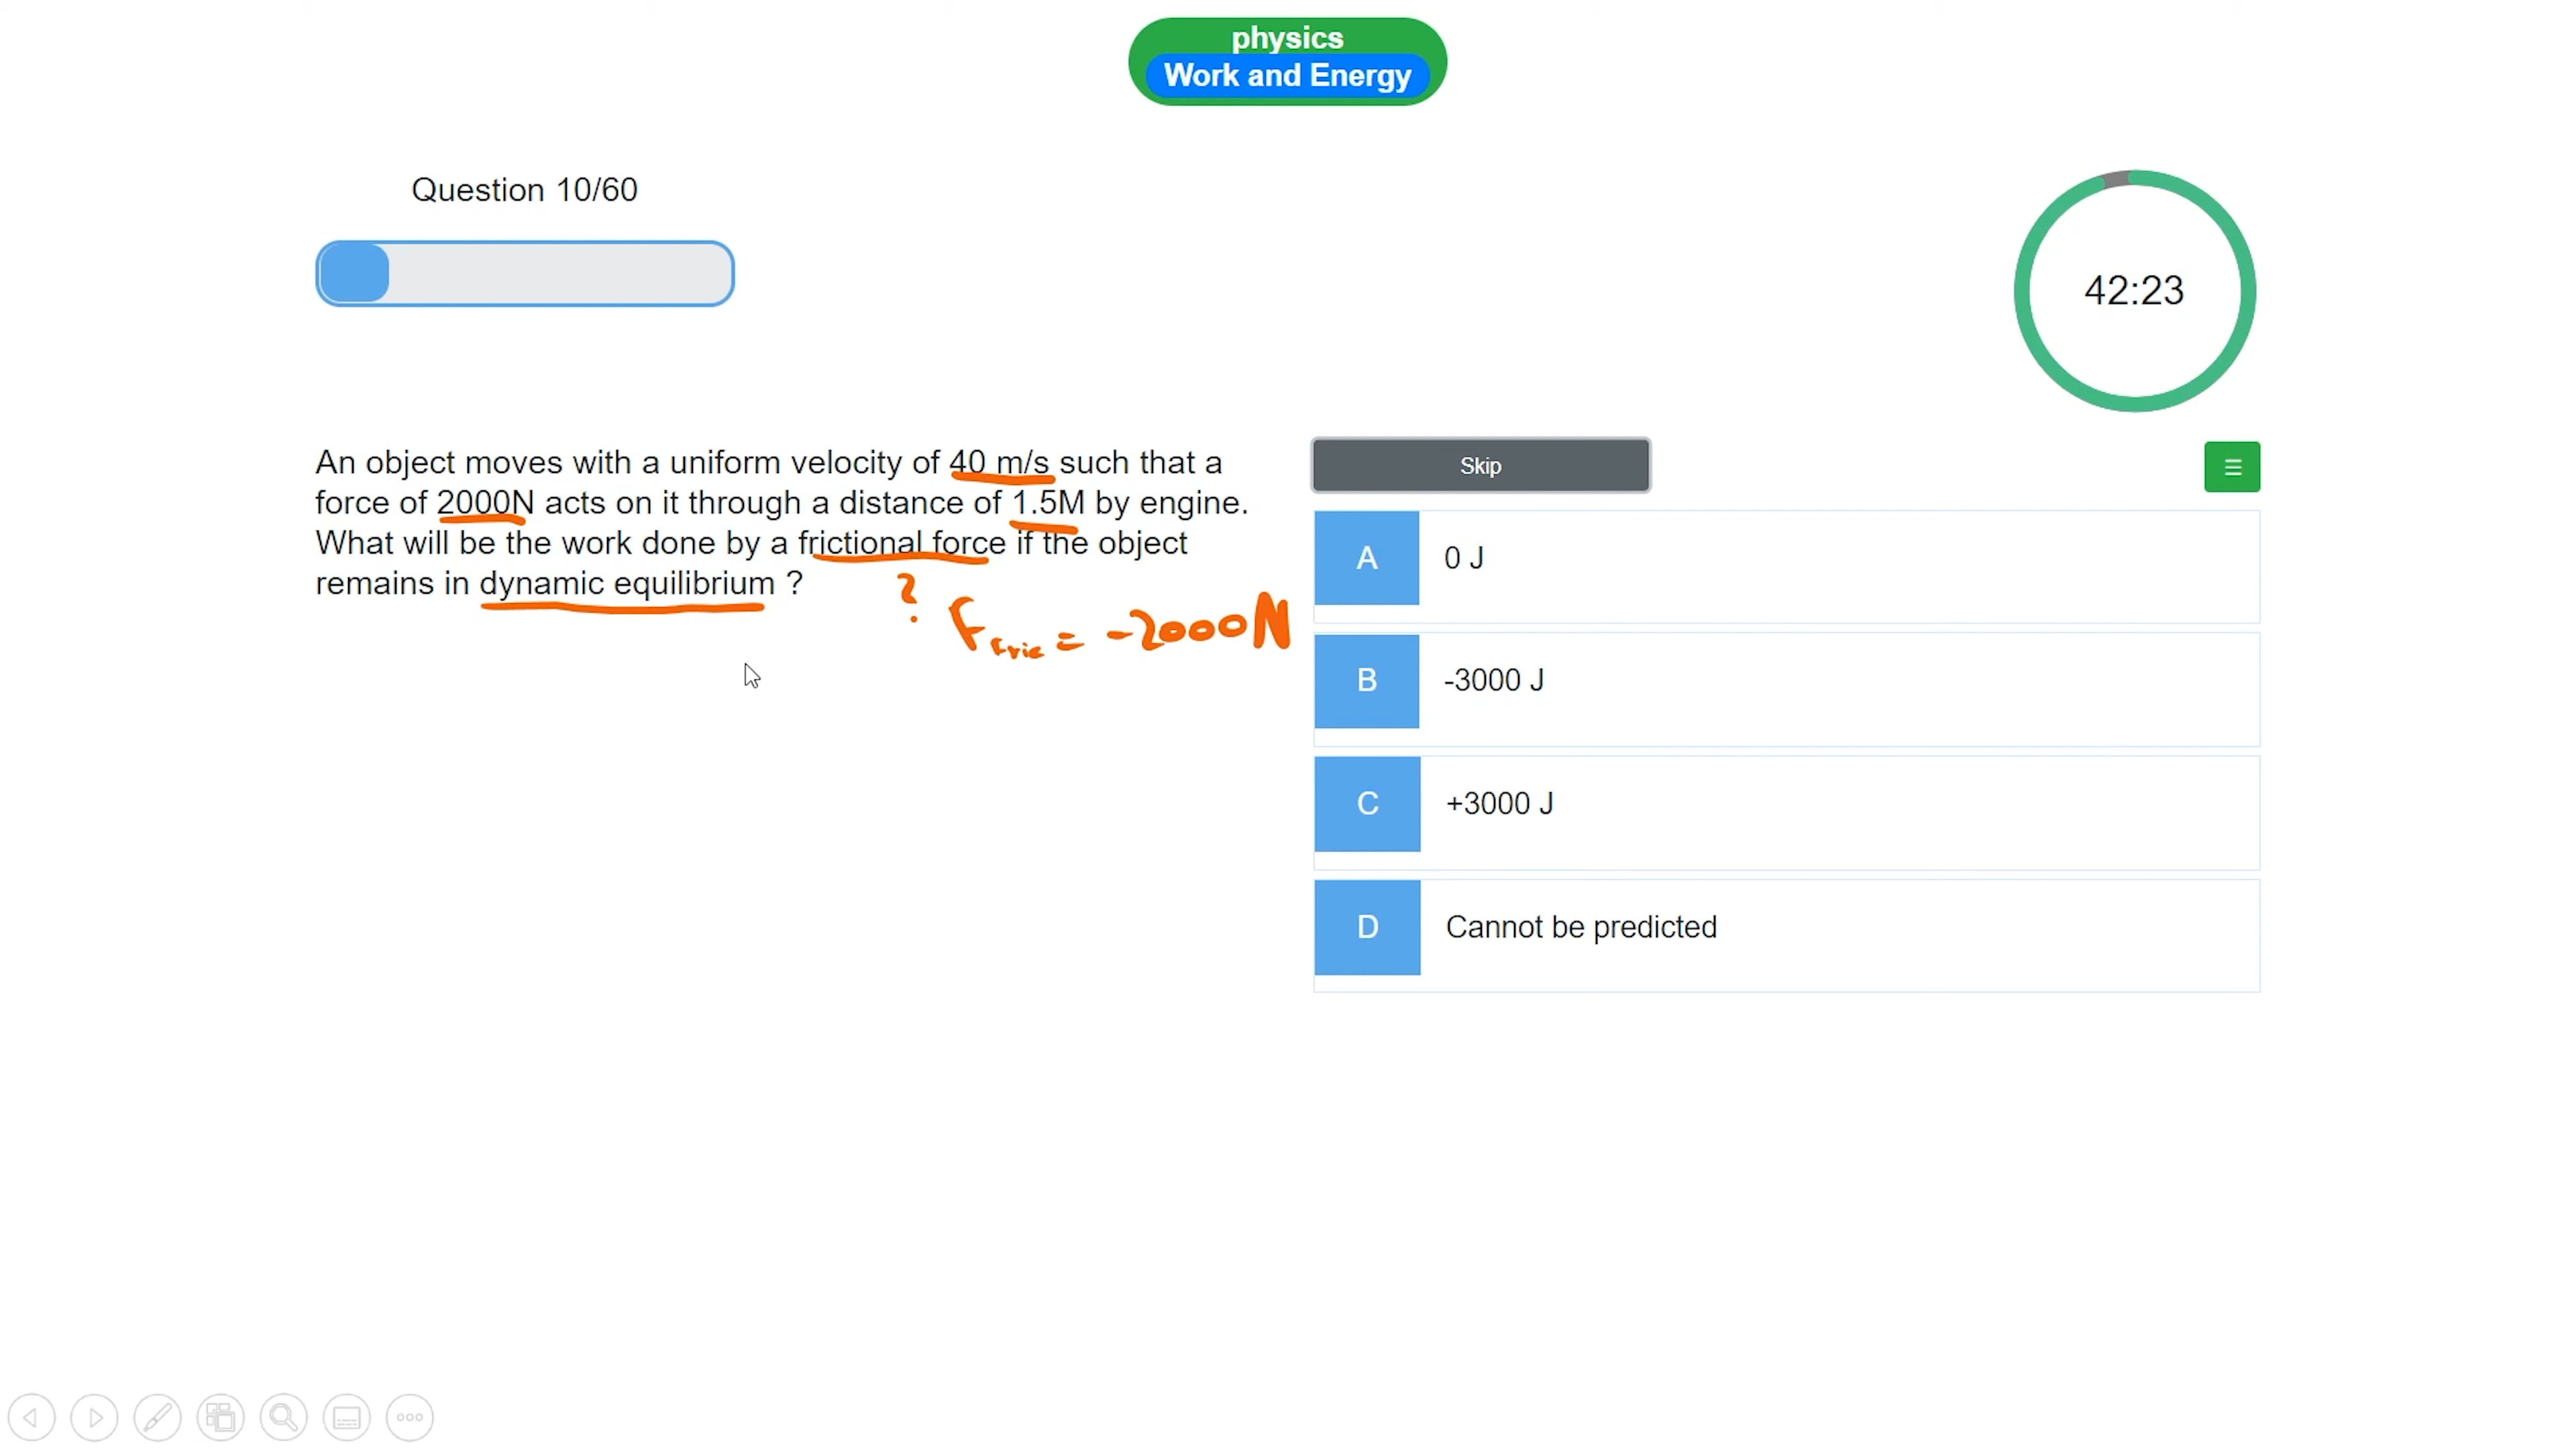 physics
Work and Energy
Question 10/60
42:23
An object moves with a uniform velocity of 40 m/s such that a
force of 2000N acts on it through a distance of 1.5M by engine.
What will be the work done by a frictional force if the object
remains in dynamic equilibrium ?
?
F Fric = -2000N
Skip
A 0 J
B -3000 J
C +3000 J
D Cannot be predicted